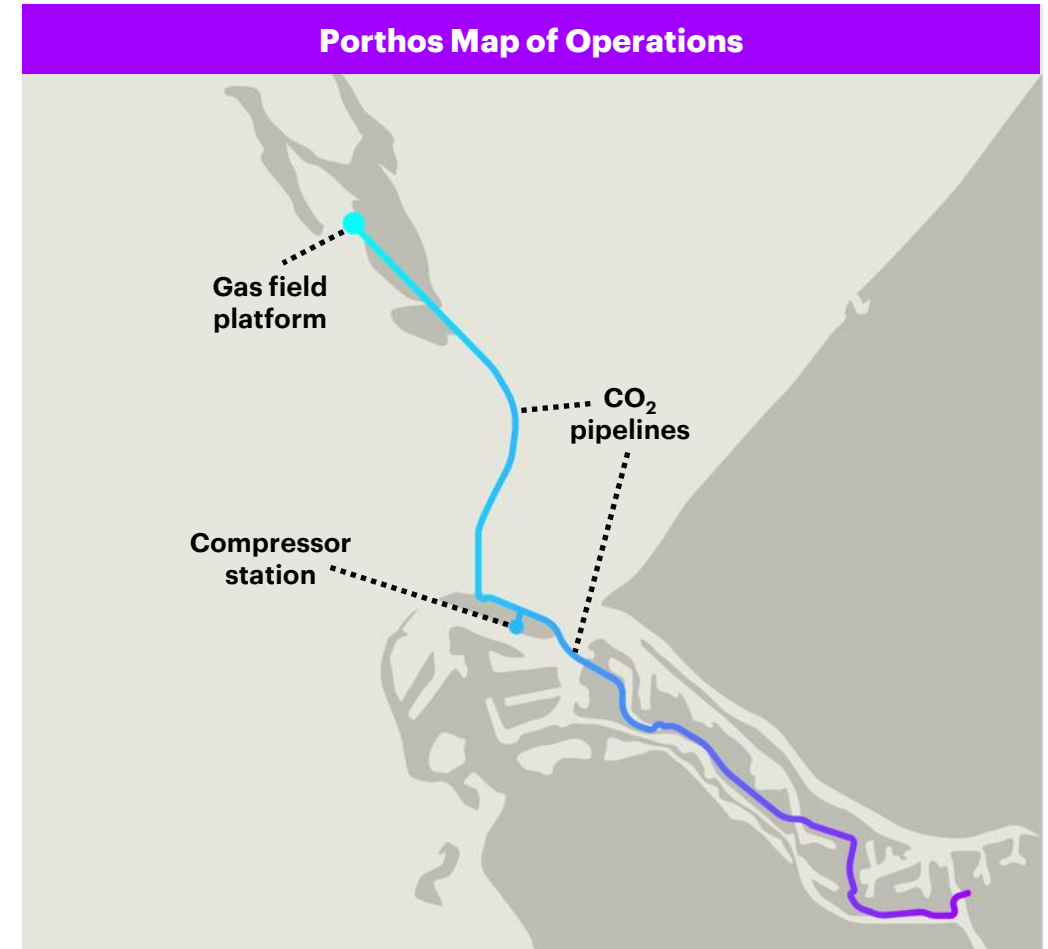 Porthos Map of Operations
Gas field
platform
CO₂
pipelines
Compressor
station